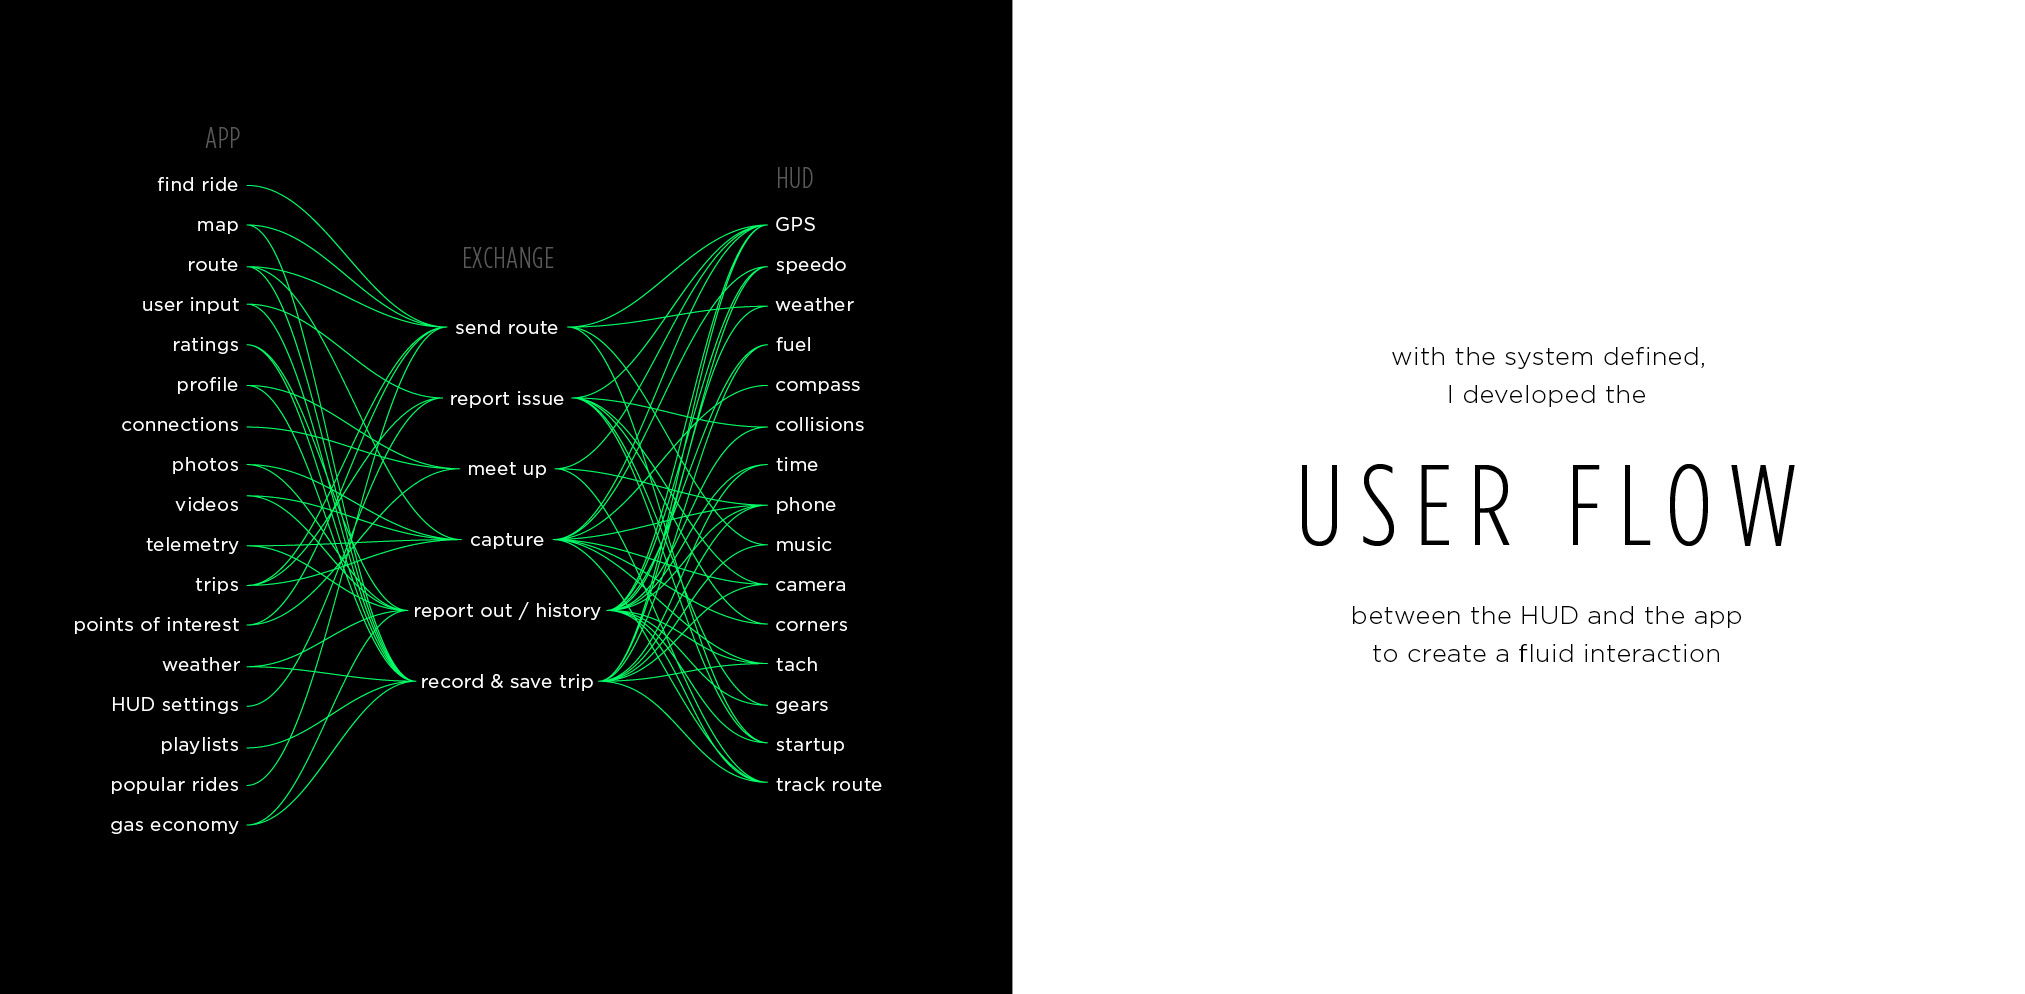 APP
find ride
map
route
user input
ratings
profile
connections
photos
videos
telemetry
trips
points of interest
weather
HUD settings
playlists
popular rides
gas economy
EXCHANGE
send route
report issue
meet up
capture
report out / history
record & save trip
HUD
GPS
speedo
weather
fuel
compass
collisions
time
phone
music
camera
corners
tach
gears
startup
track route
with the system defined,
I developed the
USER FLOW
between the HUD and the app
to create a fluid interaction